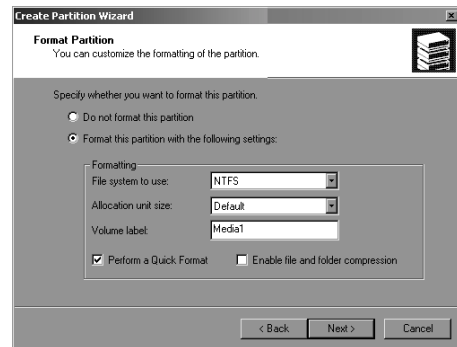 Create Partition Wizard
Format Partition
You can customize the formatting of the partition.
Specify whether you want to format this partition.
Do not format this partition
Format this partition with the following settings:
Formatting
File system to use: NTFS
Allocation unit size: Default
Volume label: Media1
Perform a Quick Format Enable file and folder compression
< Back Next > Cancel